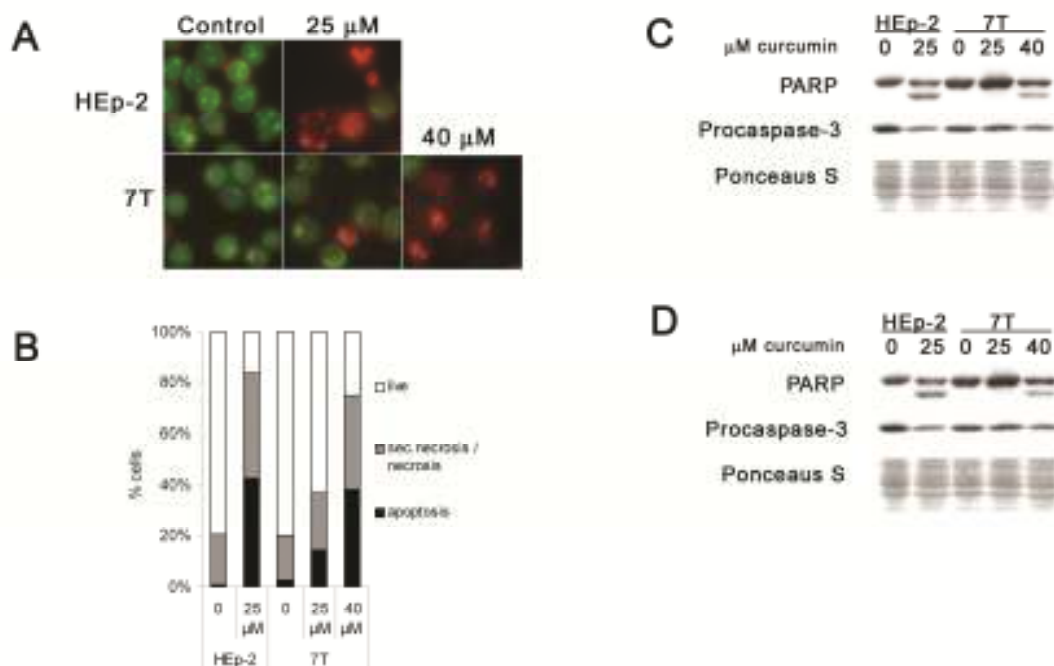 A
Control 25 µM
HEp-2
40 µM
7T
B
100%
80%
60%
40%
20%
0%
% cells
live
sec. necrosis /
necrosis
apoptosis
0 25 µM 0 25 µM 40 µM
HEp-2 7T
C
HEp-2 7T
µM curcumin 0 25 0 25 40
PARP
Procaspase-3
Ponceaus S
D
HEp-2 7T
µM curcumin 0 25 0 25 40
PARP
Procaspase-3
Ponceaus S